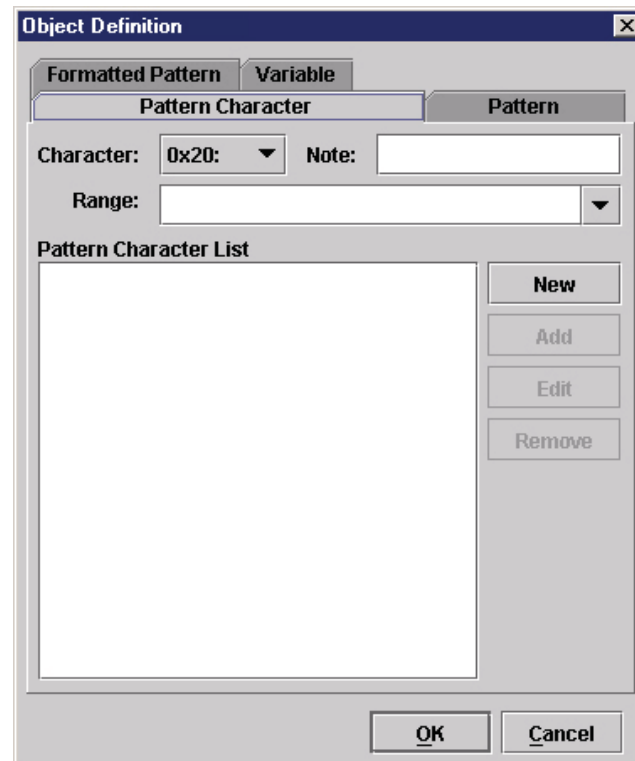 Object Definition
Formatted Pattern Variable
Pattern Character Pattern
Character: 0x20: Note:
Range:
Pattern Character List
New
Add
Edit
Remove
OK Cancel